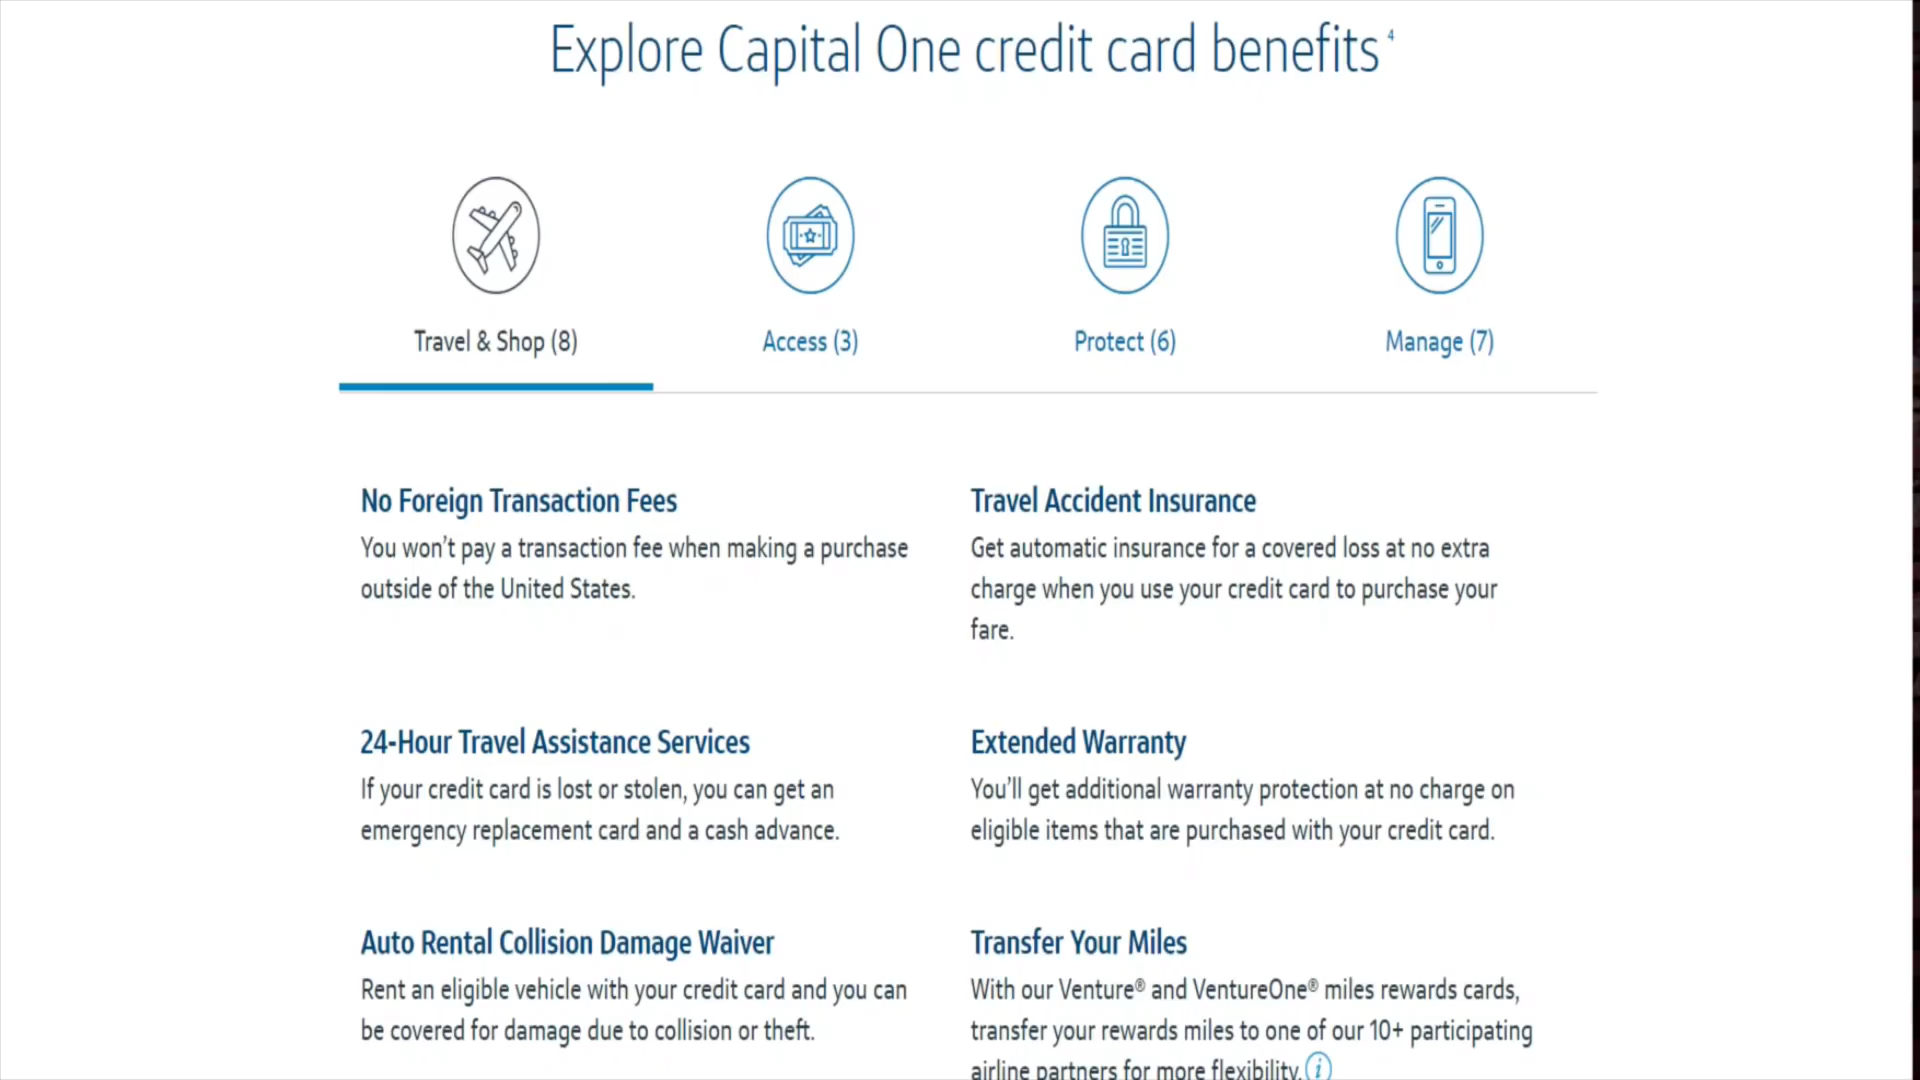 Explore Capital One credit card benefits 4
Travel & Shop (8)
Access (3)
Protect (6)
Manage (7)
No Foreign Transaction Fees
You won't pay a transaction fee when making a purchase
outside of the United States.
Travel Accident Insurance
Get automatic insurance for a covered loss at no extra
charge when you use your credit card to purchase your
fare.
24-Hour Travel Assistance Services
If your credit card is lost or stolen, you can get an
emergency replacement card and a cash advance.
Extended Warranty
You'll get additional warranty protection at no charge on
eligible items that are purchased with your credit card.
Auto Rental Collision Damage Waiver
Rent an eligible vehicle with your credit card and you can
be covered for damage due to collision or theft.
Transfer Your Miles
With our Venture® and VentureOne® miles rewards cards,
transfer your rewards miles to one of our 10+ participating
airline partners for more flexibility. i